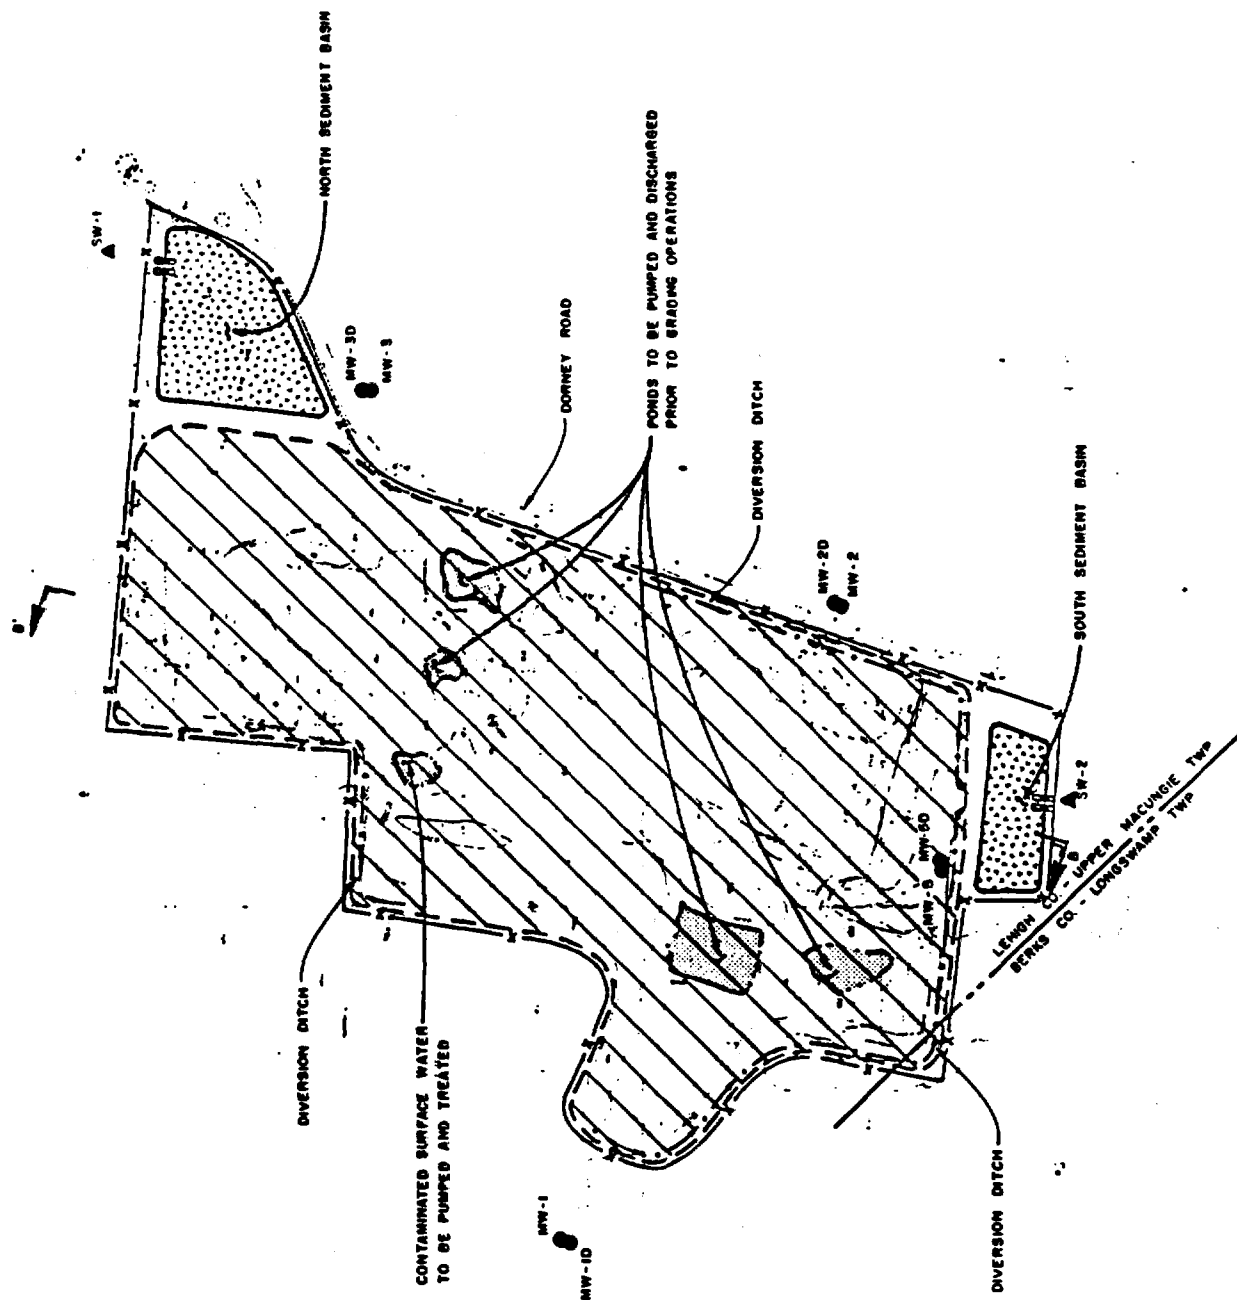 B'
SW-1
NORTH SEDIMENT BASIN
MW-3D
MW-3
DORNEY ROAD
PONDS TO BE PUMPED AND DISCHARGED
PRIOR TO GRADING OPERATIONS
DIVERSION DITCH
MW-2D
MW-2
SOUTH SEDIMENT BASIN
SW-2
B
LEHIGH CO. - UPPER MACUNGIE TWP
BERKS CO. - LONGSWAMP TWP
DIVERSION DITCH
CONTAMINATED SURFACE WATER
TO BE PUMPED AND TREATED
MW-1
MW-1D
DIVERSION DITCH